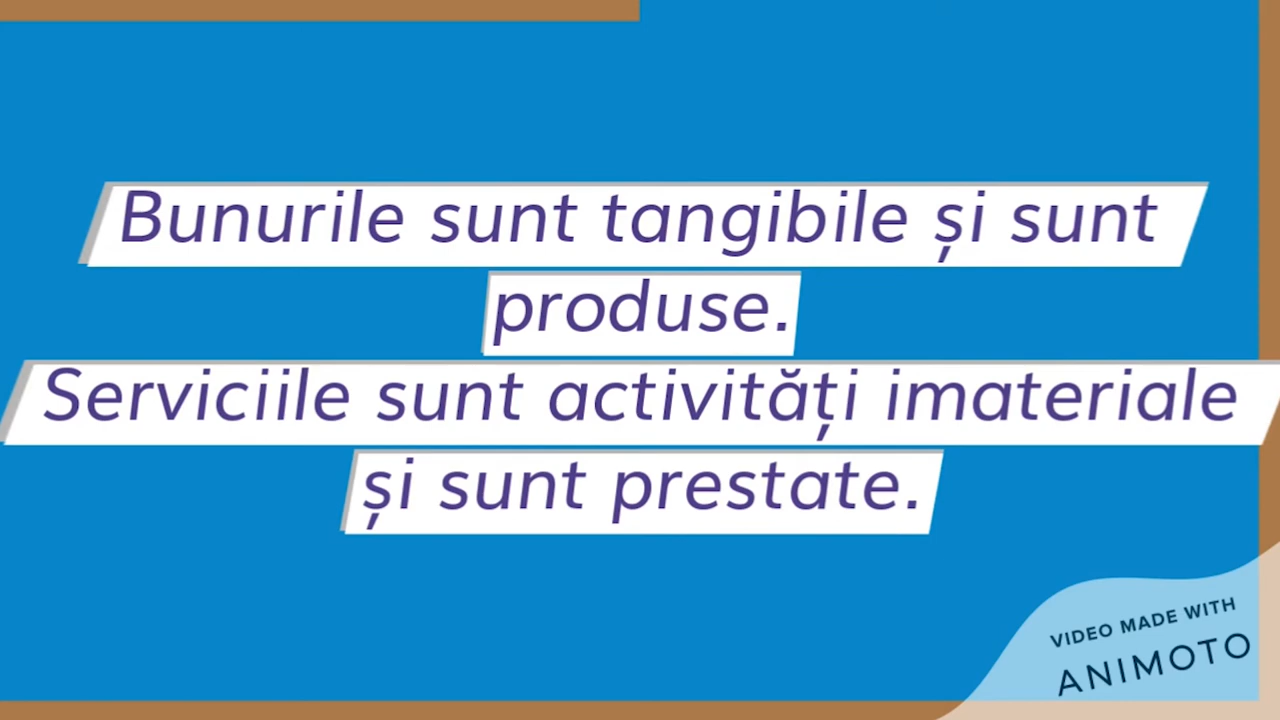 Bunurile sunt tangibile și sunt
produse.
Serviciile sunt activități imateriale
și sunt prestate.
VIDEO MADE WITH
ANIMOTO